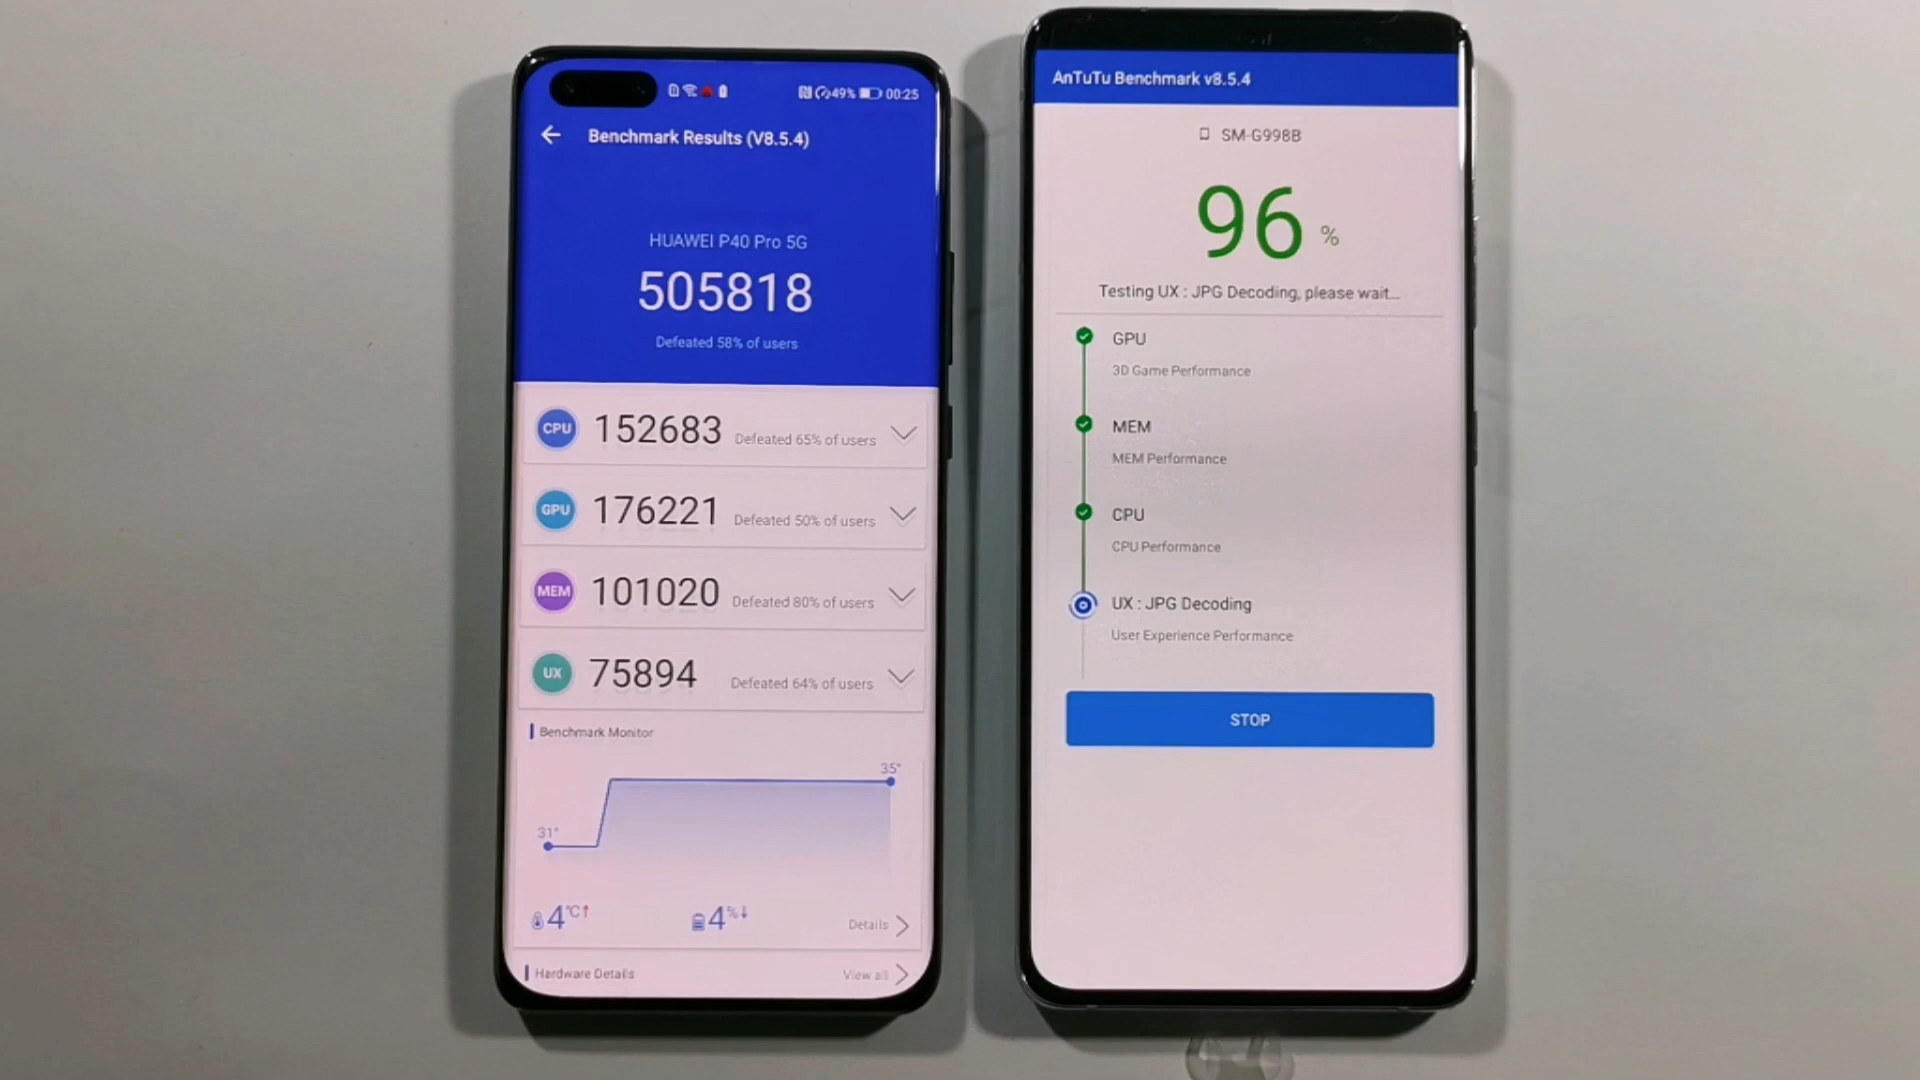 49% 00:25
Benchmark Results (V8.5.4)
HUAWEI P40 Pro 5G
505818
Defeated 58% of users
CPU 152683 Defeated 65% of users
GPU 176221 Defeated 50% of users
MEM 101020 Defeated 80% of users
UX 75894 Defeated 64% of users
Benchmark Monitor
35°
31°
4°C↑ 4%↓ Details
Hardware Details View all
AnTuTu Benchmark v8.5.4
SM-G998B
96 %
Testing UX : JPG Decoding, please wait...
GPU
3D Game Performance
MEM
MEM Performance
CPU
CPU Performance
UX : JPG Decoding
User Experience Performance
STOP